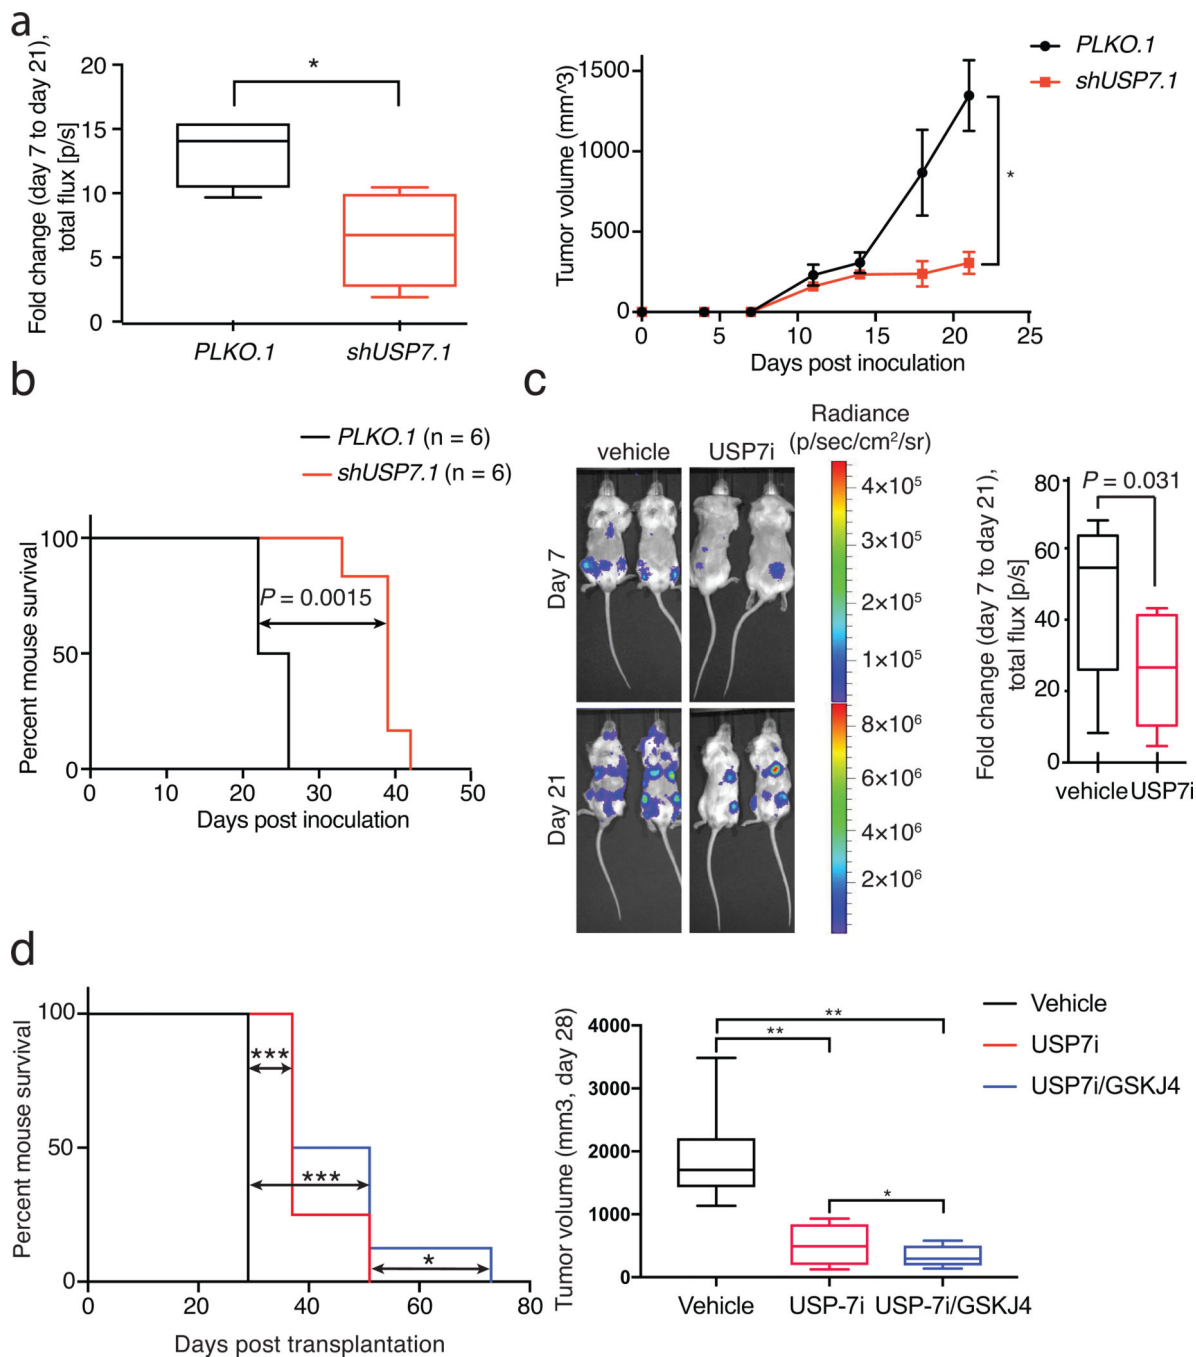 a
Fold change (day 7 to day 21),
total flux [p/s]
20
15
10
5
0
*
PLKO.1
shUSP7.1
Tumor volume (mm^3)
1500
1000
500
0
0
5
10
15
20
25
Days post inoculation
*
PLKO.1
shUSP7.1
b
PLKO.1 (n = 6)
shUSP7.1 (n = 6)
Percent mouse survival
100
50
0
P = 0.0015
0
10
20
30
40
50
Days post inoculation
c
vehicle
USP7i
Day 7
Day 21
Radiance
(p/sec/cm²/sr)
4×10⁵
3×10⁵
2×10⁵
1×10⁵
8×10⁶
6×10⁶
4×10⁶
2×10⁶
Fold change (day 7 to day 21),
total flux [p/s]
80
60
40
20
0
P = 0.031
vehicle
USP7i
d
Percent mouse survival
100
50
0
***
***
*
0
20
40
60
80
Days post transplantation
Tumor volume (mm3, day 28)
4000
3000
2000
1000
0
**
**
*
Vehicle
USP-7i
USP-7i/GSKJ4
Vehicle
USP7i
USP7i/GSKJ4